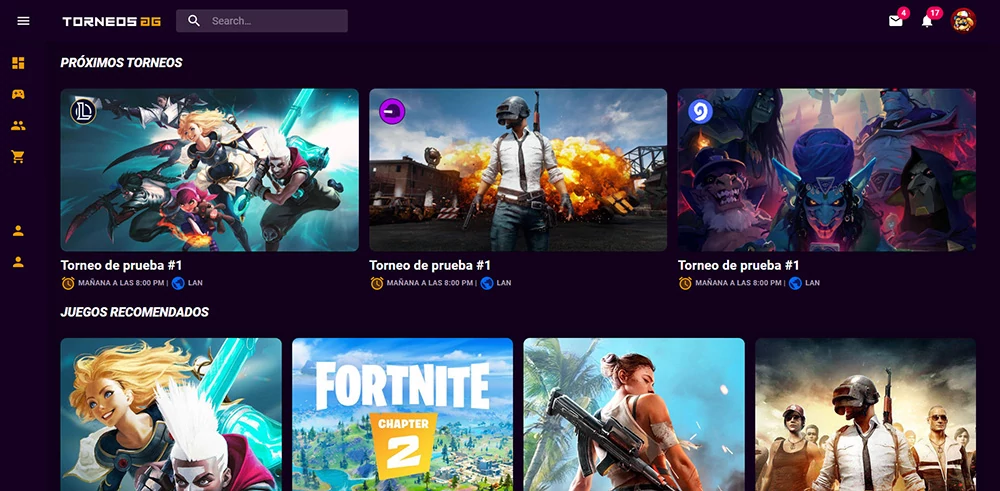 TORNEOS GG
Search...
4
17
PRÓXIMOS TORNEOS
Torneo de prueba #1
MAÑANA A LAS 8:00 PM | LAN
Torneo de prueba #1
MAÑANA A LAS 8:00 PM | LAN
Torneo de prueba #1
MAÑANA A LAS 8:00 PM | LAN
JUEGOS RECOMENDADOS
FORTNITE
CHAPTER
2